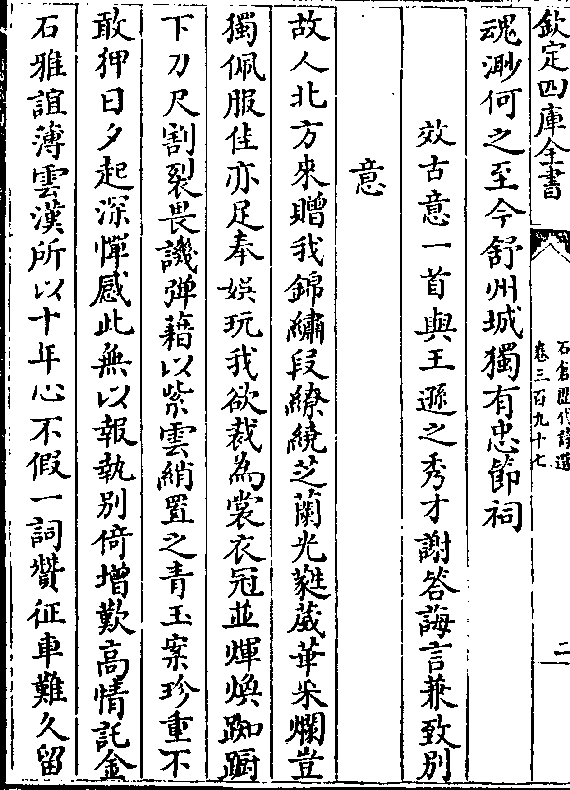 欽定四庫全書
石倉歷代詩選
卷三百九十七
二
魂渺何之至今舒州城獨有忠節祠
效古意一首與王遜之秀才謝答誨言兼致别
意
故人北方來贈我錦繡段繚繞芝蘭光蕤葳華采爛豈
獨佩服佳亦足奉娛玩我欲裁為裳衣冠並煇煥踟躕
下刀尺割裂畏譏彈藉以紫雲綃置之青玉案珍重不
敢狎日夕起深憚感此無以報執别倚增歎高情託金
石雅誼薄雲漢所以十年心不假一詞讚征車難久留